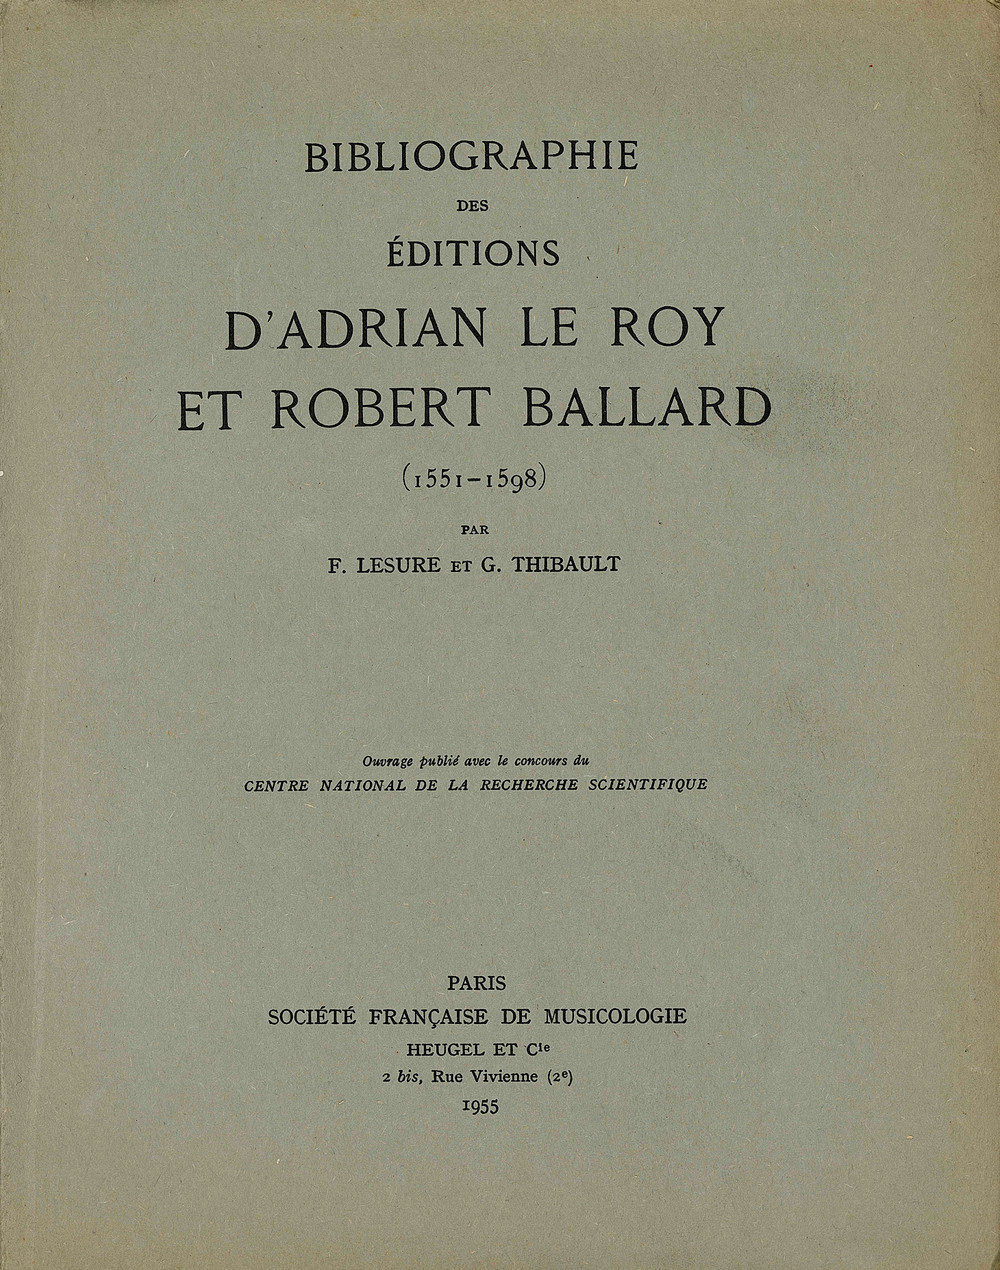 BIBLIOGRAPHIE
DES
ÉDITIONS
D'ADRIAN LE ROY
ET ROBERT BALLARD
(1551-1598)
PAR
F. LESURE ET G. THIBAULT
Ouvrage publié avec le concours du
CENTRE NATIONAL DE LA RECHERCHE SCIENTIFIQUE
PARIS
SOCIÉTÉ FRANÇAISE DE MUSICOLOGIE
HEUGEL ET Cie
2 bis, Rue Vivienne (2e)
1955